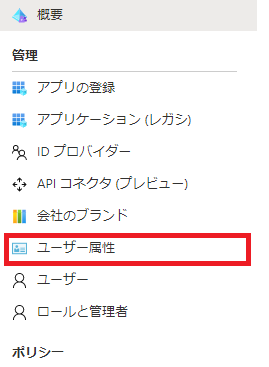 概要
管理
アプリの登録
アプリケーション (レガシ)
ID プロバイダー
API コネクタ (プレビュー)
会社のブランド
ユーザー属性
ユーザー
ロールと管理者
ポリシー